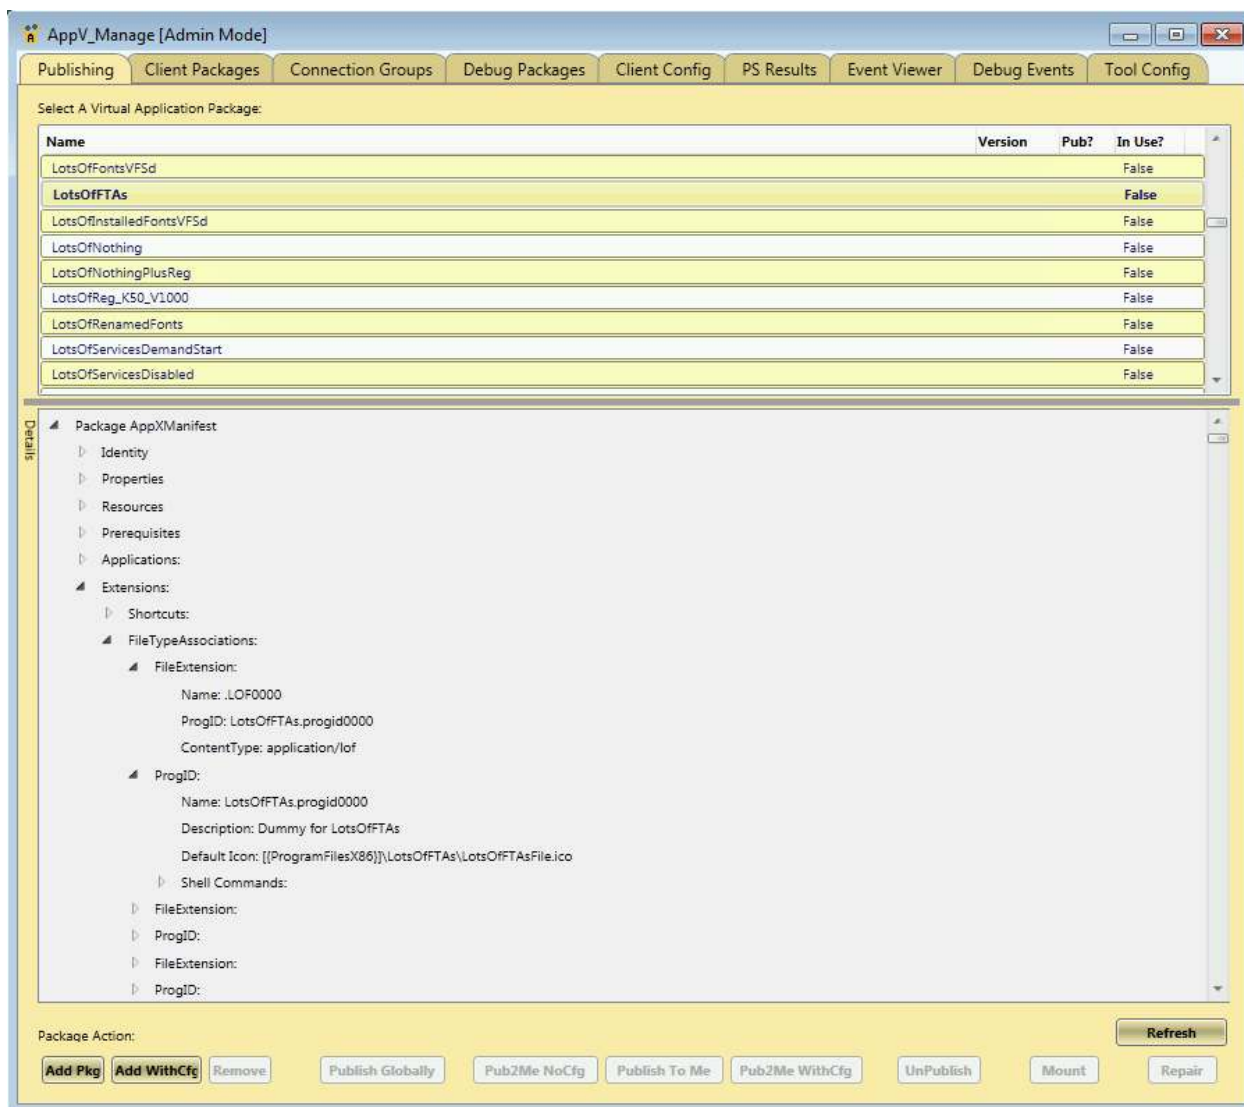 AppV_Manage [Admin Mode]
Publishing Client Packages Connection Groups Debug Packages Client Config PS Results Event Viewer Debug Events Tool Config
Select A Virtual Application Package:
Name Version Pub? In Use?
LotsOfFontsVFSd False
LotsOfFTAs False
LotsOfInstalledFontsVFSd False
LotsOfNothing False
LotsOfNothingPlusReg False
LotsOfReg_K50_V1000 False
LotsOfRenamedFonts False
LotsOfServicesDemandStart False
LotsOfServicesDisabled False
Details
Package AppXManifest
Identity
Properties
Resources
Prerequisites
Applications:
Extensions:
Shortcuts:
FileTypeAssociations:
FileExtension:
Name: .LOF0000
ProgID: LotsOfFTAs.progid0000
ContentType: application/lof
ProgID:
Name: LotsOfFTAs.progid0000
Description: Dummy for LotsOfFTAs
Default Icon: [{ProgramFilesX86}]\LotsOfFTAs\LotsOfFTAsFile.ico
Shell Commands:
FileExtension:
ProgID:
FileExtension:
ProgID:
Package Action:
Refresh
Add Pkg Add WithCfg Remove Publish Globally Pub2Me NoCfg Publish To Me Pub2Me WithCfg UnPublish Mount Repair